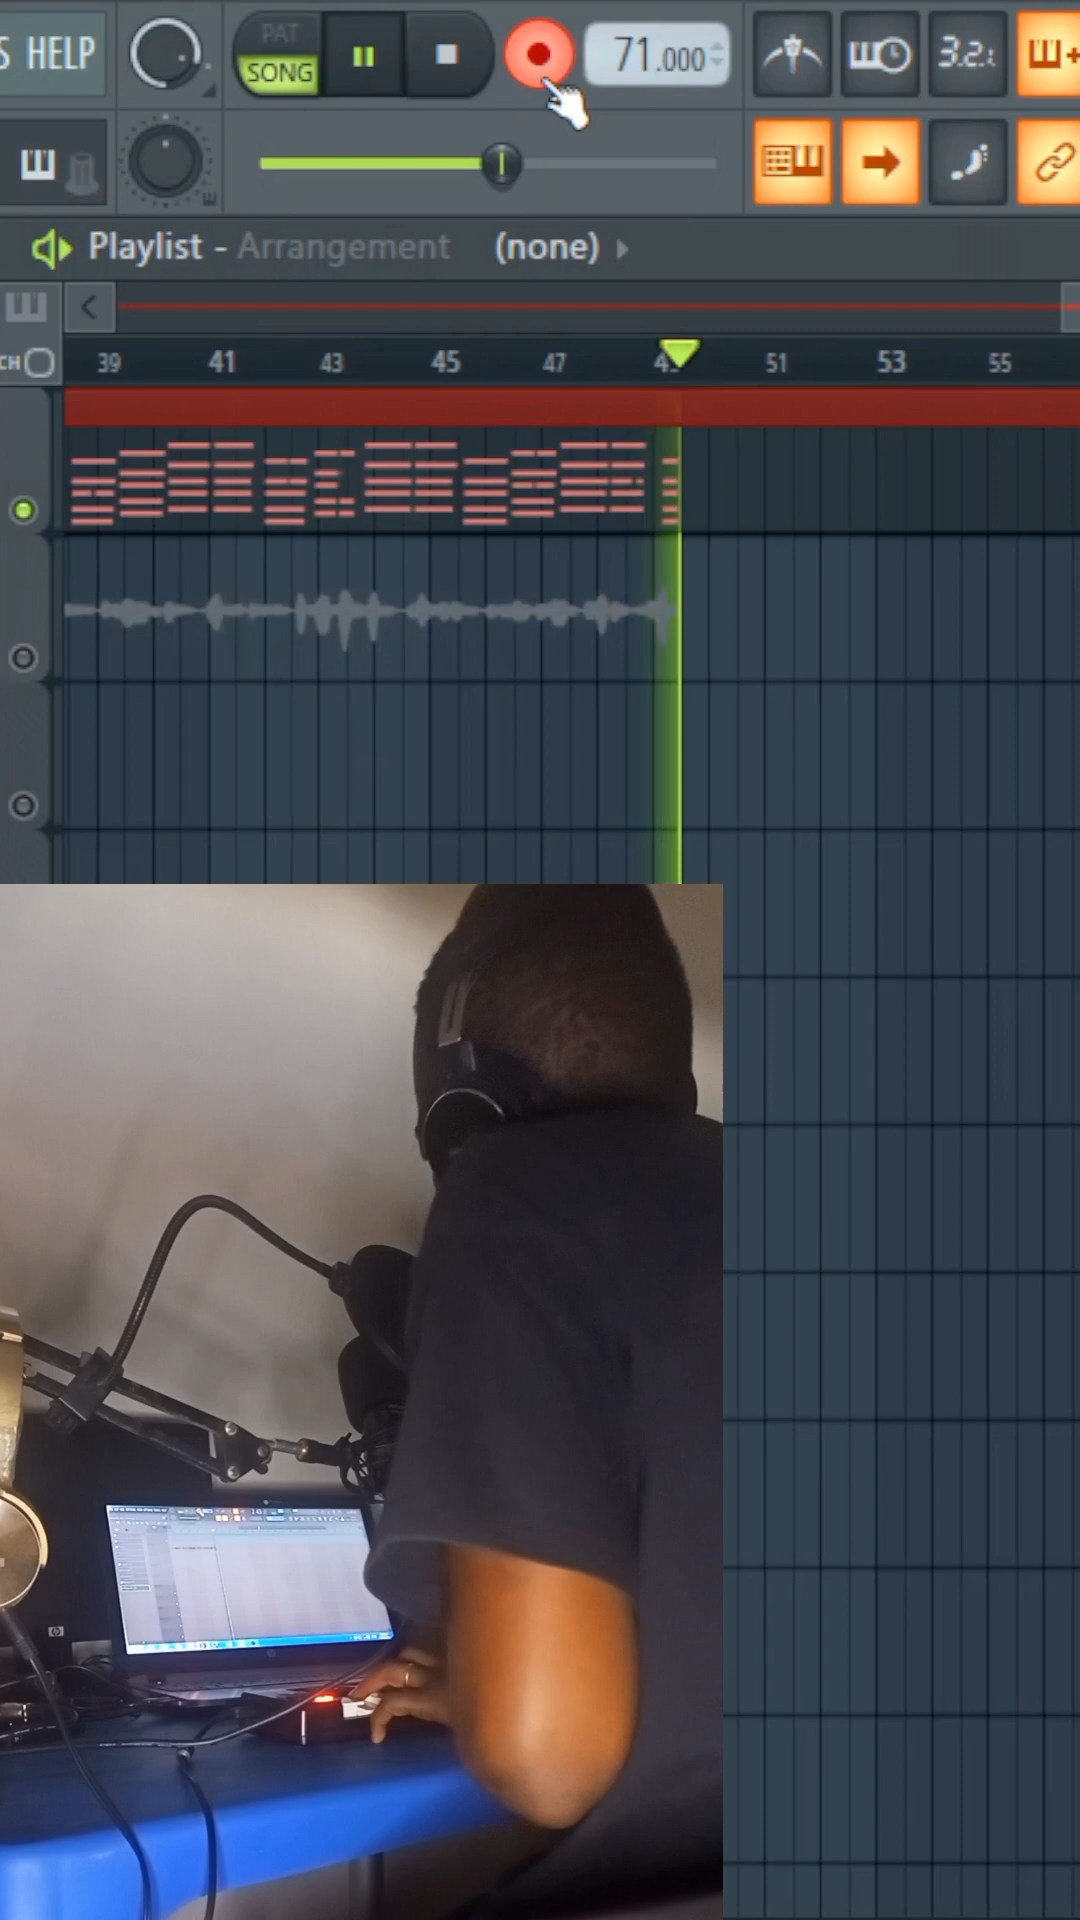 S HELP
PAT
SONG
71.000
3.2.
Playlist - Arrangement (none)
CH
39 41 43 45 47 51 53 55
hp